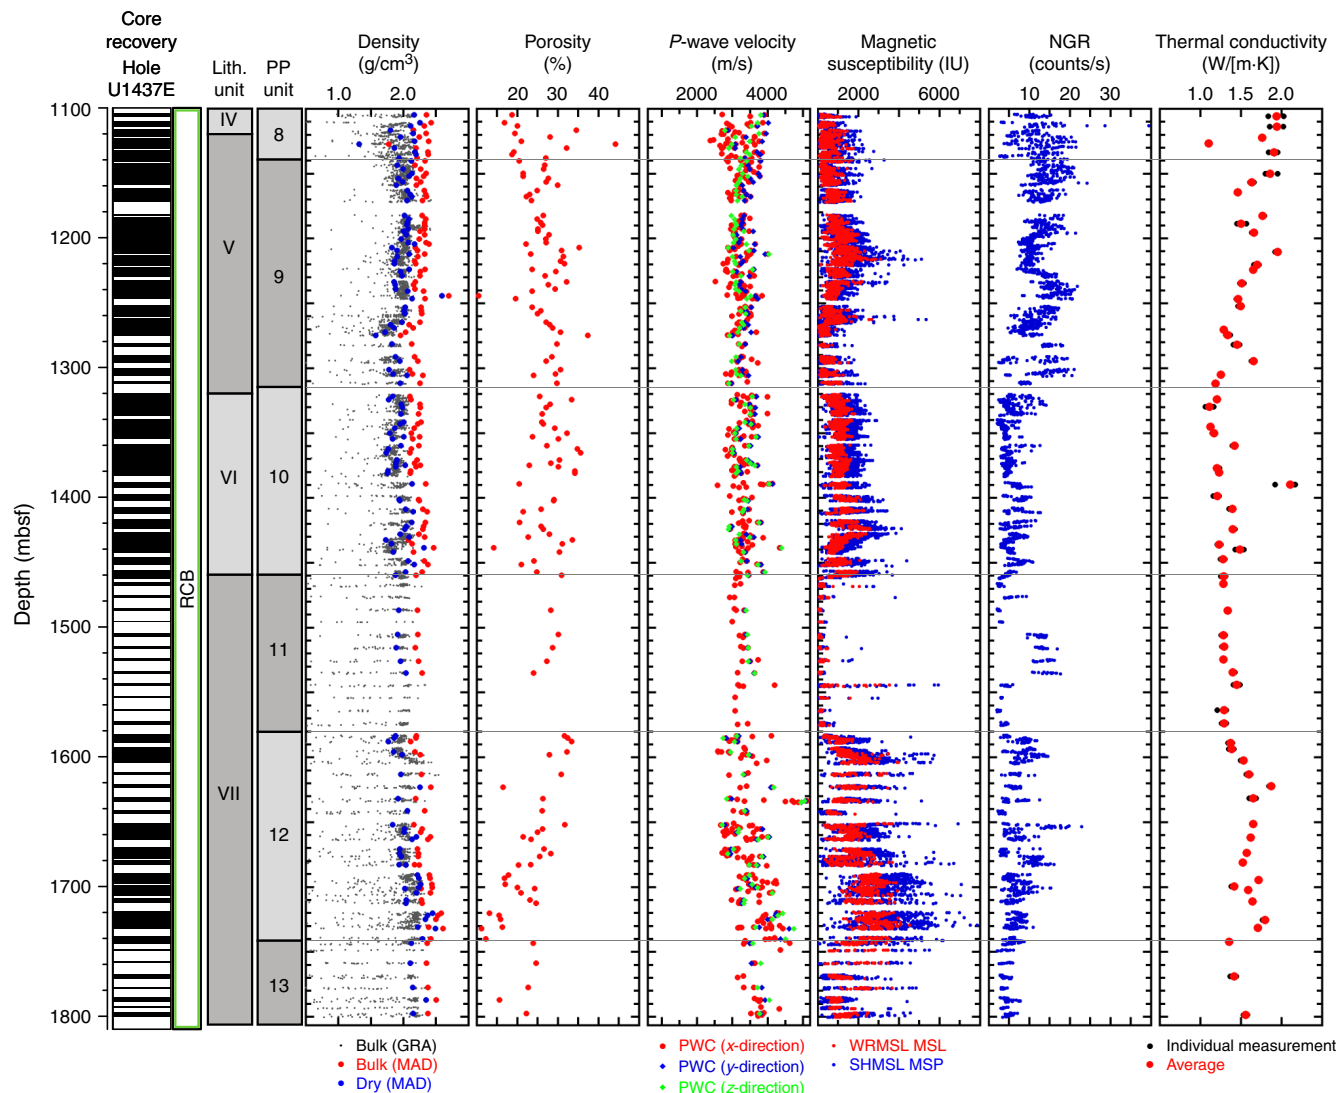 Core
recovery
Hole
U1437E
Lith.
unit
PP
unit
Density
(g/cm³)
Porosity
(%)
P-wave velocity
(m/s)
Magnetic
susceptibility (IU)
NGR
(counts/s)
Thermal conductivity
(W/[m·K])
1.0 2.0
20 30 40
2000 4000
2000 6000
10 20 30
1.0 1.5 2.0
Depth (mbsf)
1100
1200
1300
1400
1500
1600
1700
1800
RCB
IV
V
VI
VII
8
9
10
11
12
13
Bulk (GRA)
Bulk (MAD)
Dry (MAD)
PWC (x-direction)
PWC (y-direction)
PWC (z-direction)
WRMSL MSL
SHMSL MSP
Individual measurement
Average